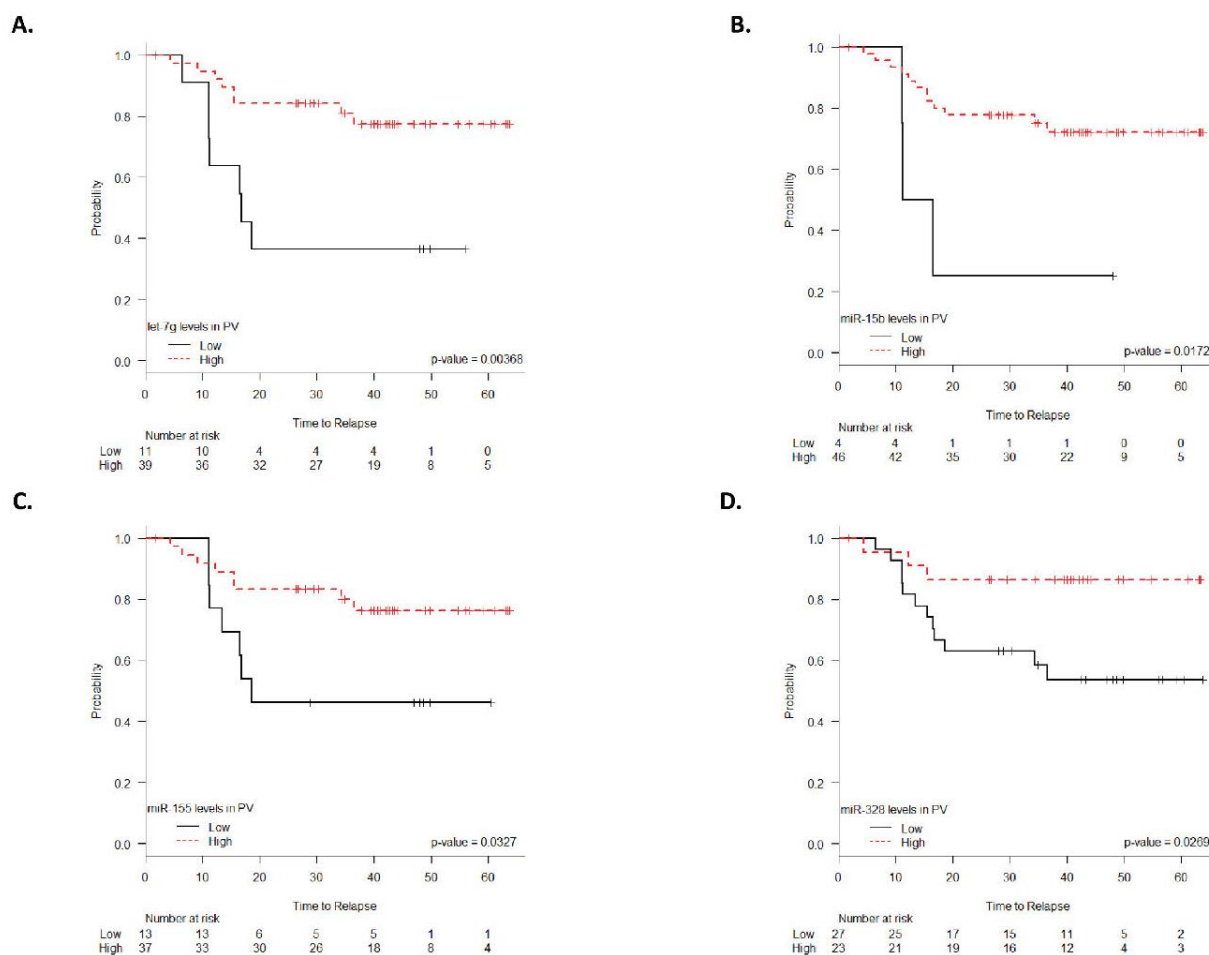 A.
1.0
0.8
0.6
0.4
0.2
0.0
Probability
let-7g levels in PV
Low
High
p-value = 0.00368
0 10 20 30 40 50 60
Time to Relapse
Number at risk
Low 11 10 4 4 4 1 0
High 39 36 32 27 19 8 5
B.
1.0
0.8
0.6
0.4
0.2
0.0
Probability
miR-15b levels in PV
Low
High
p-value = 0.0172
0 10 20 30 40 50 60
Time to Relapse
Number at risk
Low 4 4 1 1 1 0 0
High 46 42 35 30 22 9 5
C.
1.0
0.8
0.6
0.4
0.2
0.0
Probability
miR-155 levels in PV
Low
High
p-value = 0.0327
0 10 20 30 40 50 60
Time to Relapse
Number at risk
Low 13 13 6 5 5 1 1
High 37 33 30 26 18 8 4
D.
1.0
0.8
0.6
0.4
0.2
0.0
Probability
miR-328 levels in PV
Low
High
p-value = 0.0269
0 10 20 30 40 50 60
Time to Relapse
Number at risk
Low 27 25 17 15 11 5 2
High 23 21 19 16 12 4 3